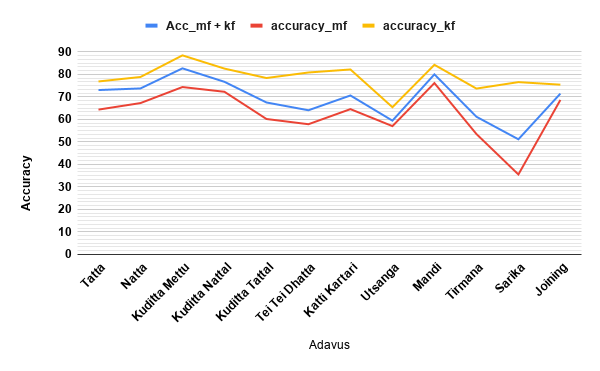 Acc_mf + kf accuracy_mf accuracy_kf
90
80
70
60
50
40
30
20
10
0
Accuracy
Tatta
Natta
Kuditta Mettu
Kuditta Nattal
Kuditta Tattal
Tei Tei Dhatta
Katti Kartari
Utsanga
Mandi
Tirmana
Sarika
Joining
Adavus